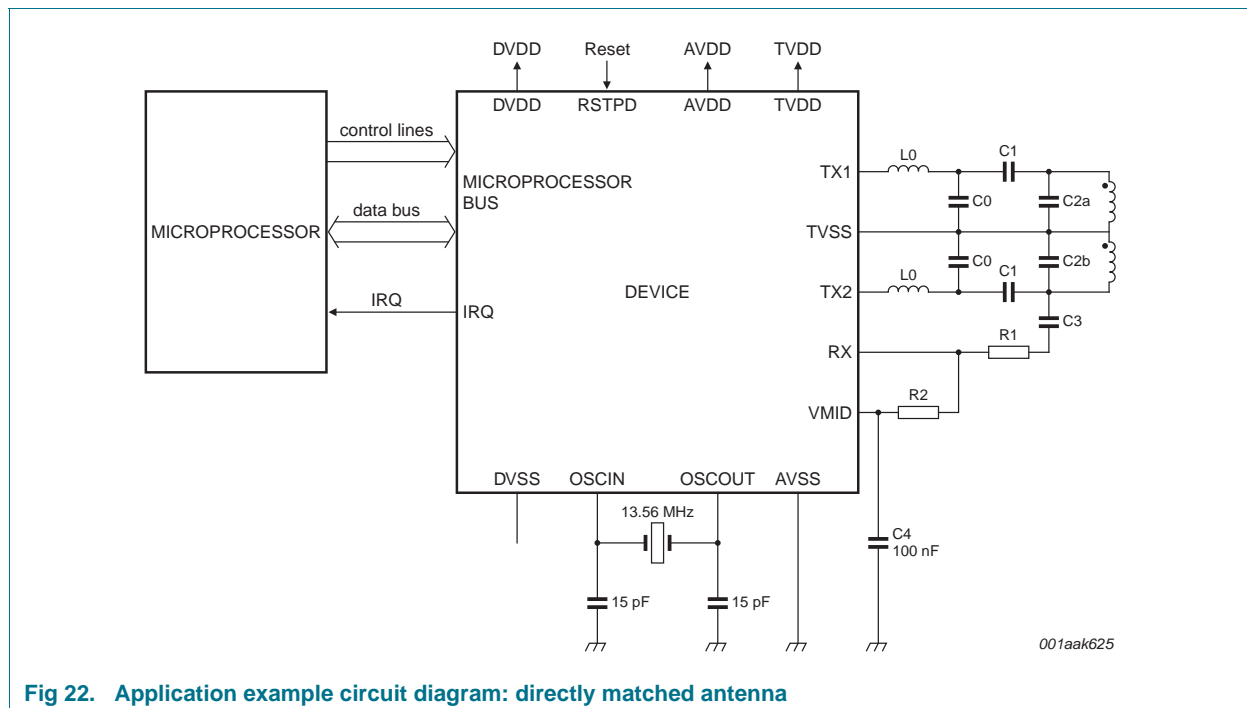 DVDD Reset AVDD TVDD
DVDD RSTPD AVDD TVDD
control lines
MICROPROCESSOR
BUS
data bus
MICROPROCESSOR
IRQ
IRQ
DEVICE
TX1
L0
C1
C0
C2a
TVSS
C0
C2b
TX2
L0
C1
C3
RX
R1
VMID
R2
DVSS OSCIN OSCOUT AVSS
13.56 MHz
C4
100 nF
15 pF 15 pF
001aak625
Fig 22. Application example circuit diagram: directly matched antenna